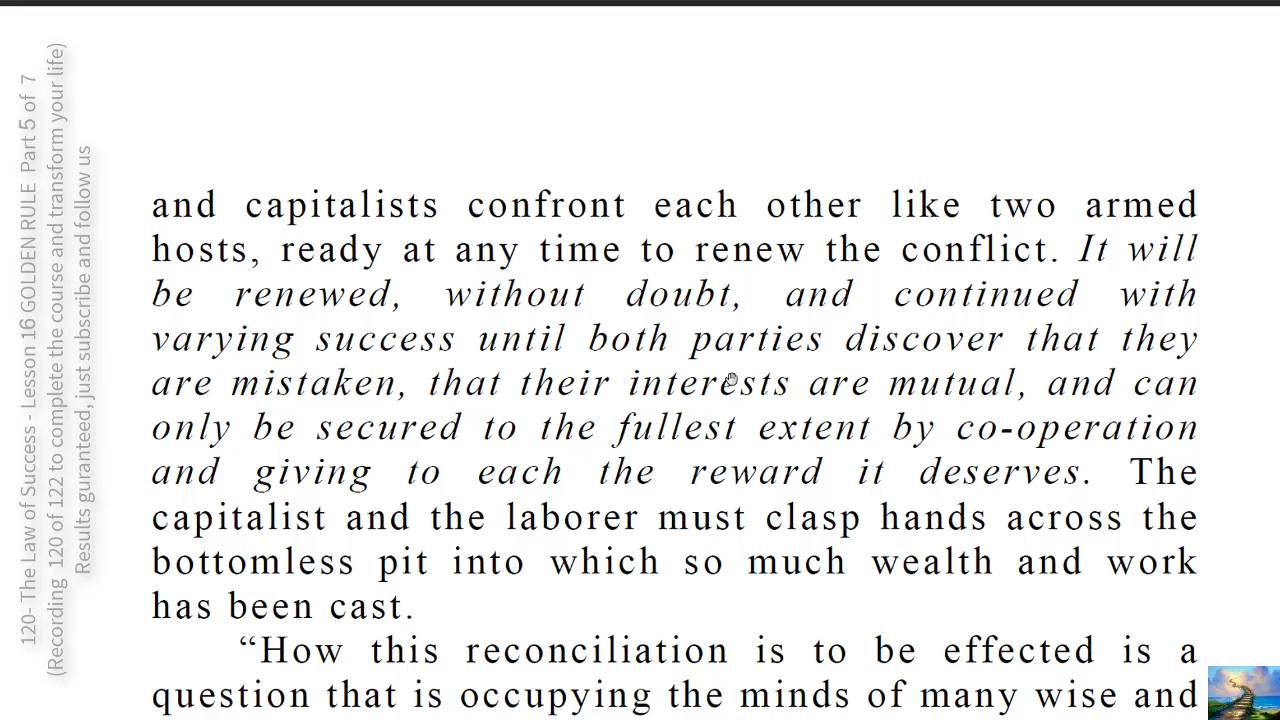 120- The Law of Success - Lesson 16 GOLDEN RULE Part 5 of 7
(Recording 120 of 122 to complete the course and transform your life)
Results guranteed, just subscribe and follow us
and capitalists confront each other like two armed
hosts, ready at any time to renew the conflict. It will
be renewed, without doubt, and continued with
varying success until both parties discover that they
are mistaken, that their interests are mutual, and can
only be secured to the fullest extent by co-operation
and giving to each the reward it deserves. The
capitalist and the laborer must clasp hands across the
bottomless pit into which so much wealth and work
has been cast.
“How this reconciliation is to be effected is a
question that is occupying the minds of many wise and